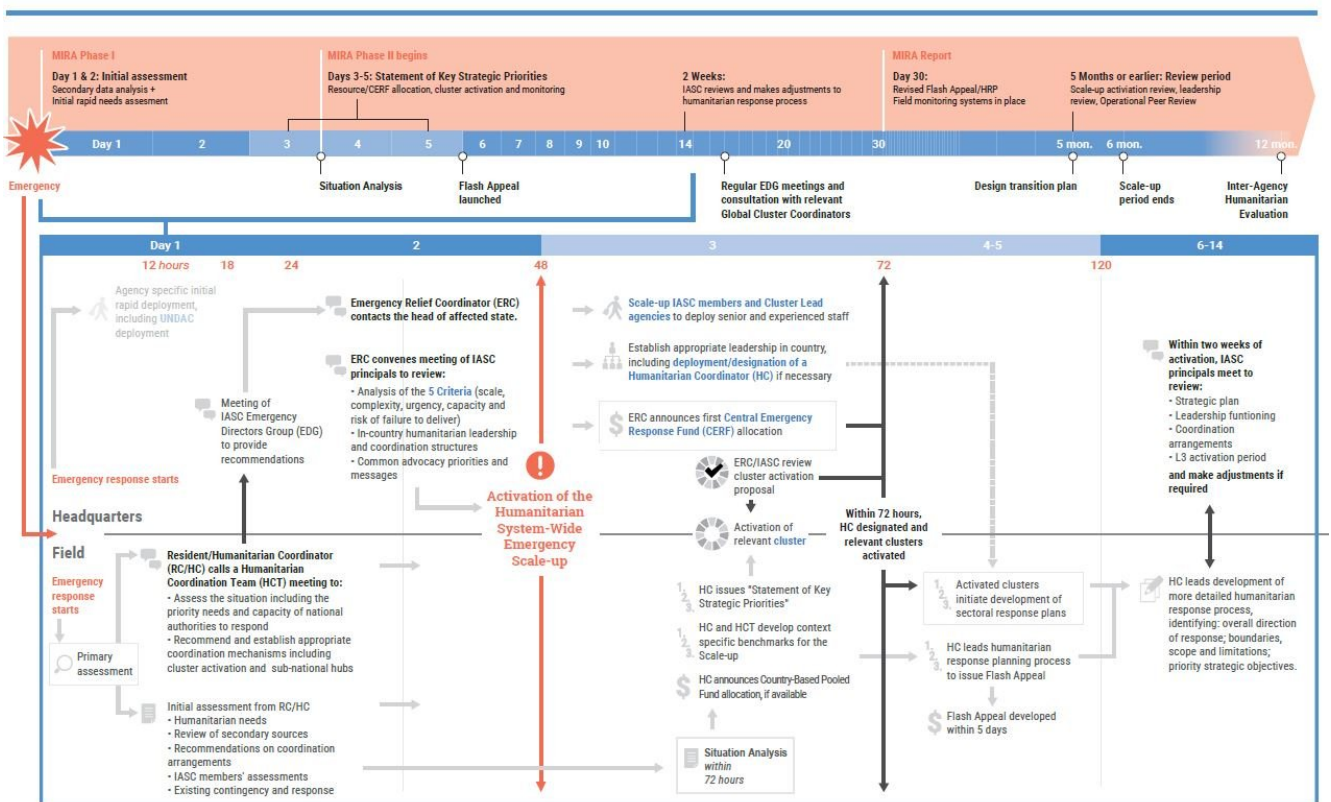 MIRA Phase I
Day 1 & 2: Initial assessment
Secondary data analysis +
Initial rapid needs assesment
MIRA Phase II begins
Days 3-5: Statement of Key Strategic Priorities
Resource/CERF allocation, cluster activation and monitoring
2 Weeks:
IASC reviews and makes adjustments to
humanitarian response process
MIRA Report
Day 30:
Revised Flash Appeal/HRP
Field monitoring systems in place
5 Months or earlier: Review period
Scale-up activiation review, leadership
review, Operational Peer Review
Day 1
2
3
4
5
6
7
8
9
10
14
20
30
5 mon.
6 mon.
12 mon.
Emergency
Situation Analysis
Flash Appeal
launched
Regular EDG meetings and
consultation with relevant
Global Cluster Coordinators
Design transition plan
Scale-up
period ends
Inter-Agency
Humanitarian
Evaluation
Day 1
2
3
4-5
6-14
12 hours
18
24
48
72
120
Agency specific initial
rapid deployment,
including UNDAC
deployment
Emergency response starts
Meeting of
IASC Emergency
Directors Group (EDG)
to provide
recommendations
Emergency Relief Coordinator (ERC)
contacts the head of affected state.
ERC convenes meeting of IASC
principals to review:
- Analysis of the 5 Criteria (scale,
complexity, urgency, capacity and
risk of failure to deliver)
- In-country humanitarian leadership
and coordination structures
- Common advocacy priorities and
messages
!
Activation of the
Humanitarian
System-Wide
Emergency
Scale-up
Scale-up IASC members and Cluster Lead
agencies to deploy senior and experienced staff
Establish appropriate leadership in country,
including deployment/designation of a
Humanitarian Coordinator (HC) if necessary
$
ERC announces first Central Emergency
Response Fund (CERF) allocation
ERC/IASC review
cluster activation
proposal
Activation of
relevant cluster
Within 72 hours,
HC designated and
relevant clusters
activated
Within two weeks of
activation, IASC
principals meet to
review:
- Strategic plan
- Leadership funtioning
- Coordination
arrangements
- L3 activation period
and make adjustments if
required
Headquarters
Field
Emergency
response
starts
Primary
assessment
Resident/Humanitarian Coordinator
(RC/HC) calls a Humanitarian
Coordination Team (HCT) meeting to:
• Assess the situation including the
priority needs and capacity of national
authorities to respond
• Recommend and establish appropriate
coordination mechanisms including
cluster activation and sub-national hubs
Initial assessment from RC/HC
• Humanitarian needs
• Review of secondary sources
• Recommendations on coordination
arrangements
• IASC members' assessments
• Existing contingency and response
1. 2. 3.
HC issues "Statement of Key
Strategic Priorities"
1. 2. 3.
HC and HCT develop context
specific benchmarks for the
Scale-up
$
HC announces Country-Based Pooled
Fund allocation, if available
Situation Analysis
within
72 hours
1. 2. 3.
Activated clusters
initiate development of
sectoral response plans
1. 2. 3.
HC leads humanitarian
response planning process
to issue Flash Appeal
$
Flash Appeal developed
within 5 days
HC leads development of
more detailed humanitarian
response process,
identifying: overall direction
of response; boundaries,
scope and limitations;
priority strategic objectives.